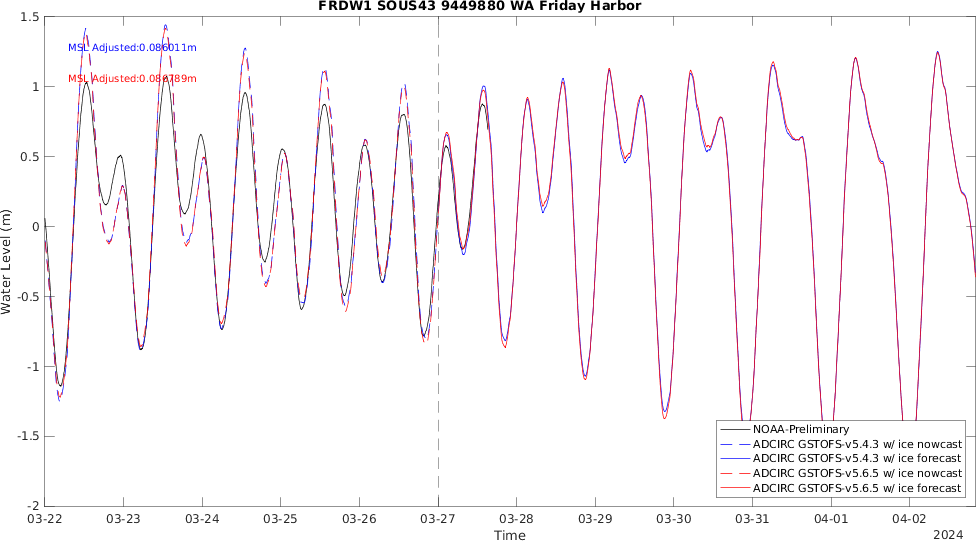 FRDW1 SOUS43 9449880 WA Friday Harbor
1.5
MSL Adjusted:0.086011m
MSL Adjusted:0.086789m
1
0.5
0
-0.5
-1
-1.5
-2
Water Level (m)
NOAA-Preliminary
ADCIRC GSTOFS-v5.4.3 w/ ice nowcast
ADCIRC GSTOFS-v5.4.3 w/ ice forecast
ADCIRC GSTOFS-v5.6.5 w/ ice nowcast
ADCIRC GSTOFS-v5.6.5 w/ ice forecast
03-22 03-23 03-24 03-25 03-26 03-27 03-28 03-29 03-30 03-31 04-01 04-02
Time
2024